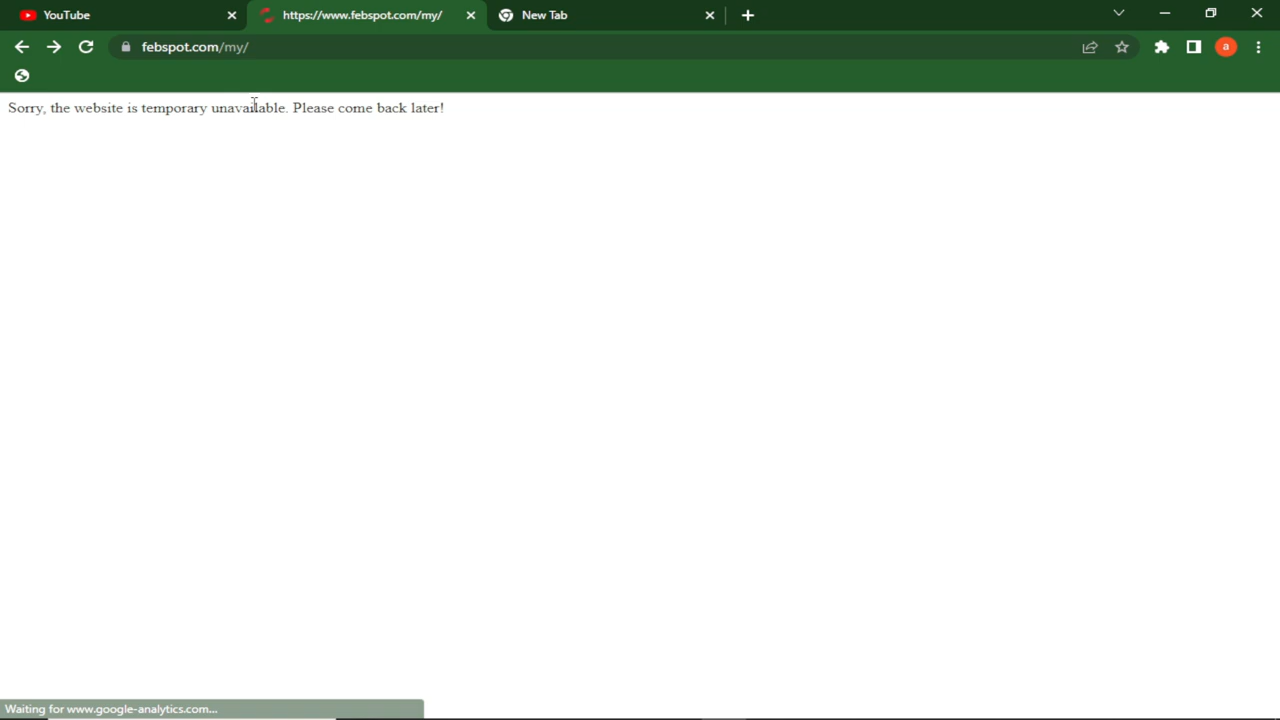 YouTube
https://www.febspot.com/my/
New Tab
febspot.com/my/
a
Sorry, the website is temporary unavailable. Please come back later!
Waiting for www.google-analytics.com...